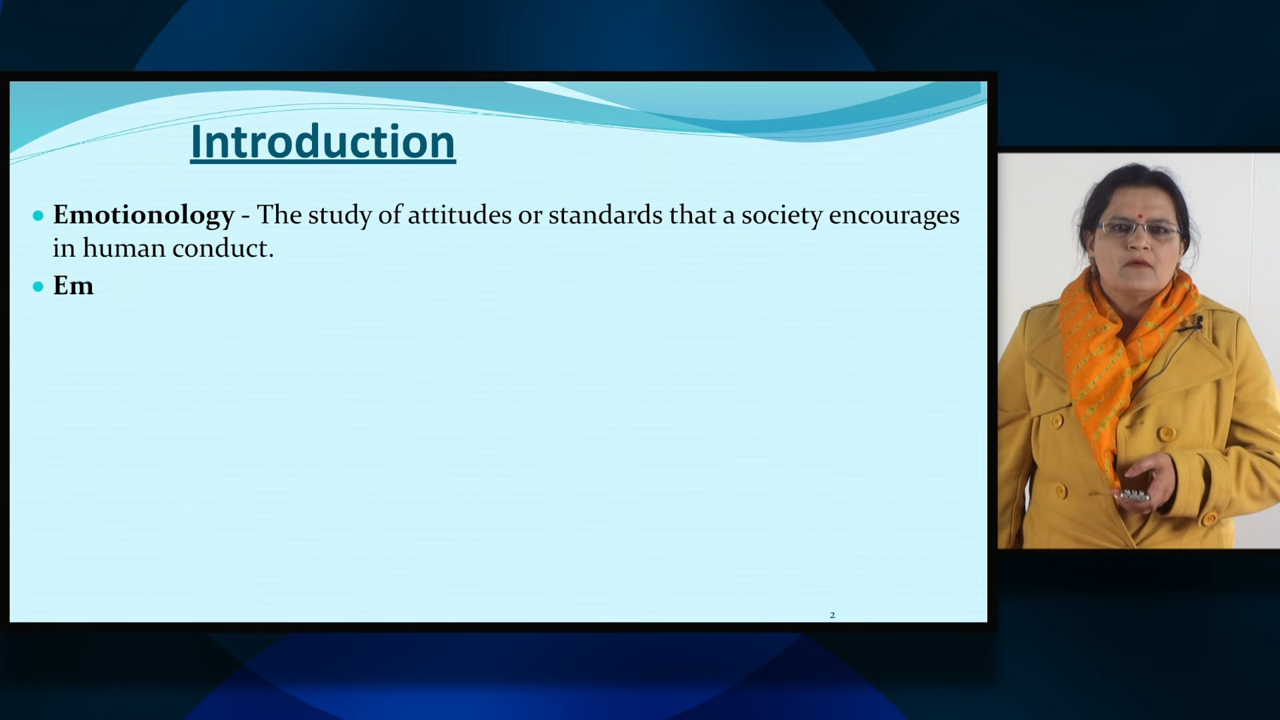 Introduction
• Emotionology - The study of attitudes or standards that a society encourages
in human conduct.
• Em
2